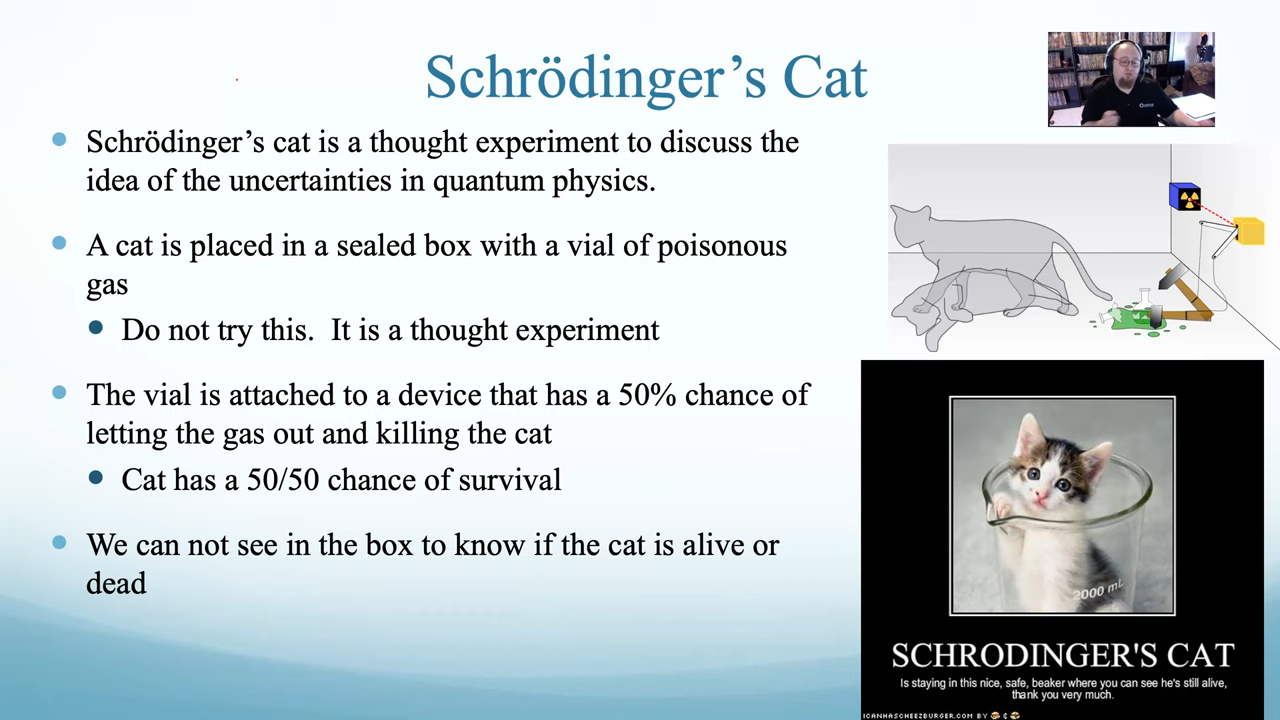 Schrödinger’s Cat
Schrödinger’s cat is a thought experiment to discuss the
idea of the uncertainties in quantum physics.
A cat is placed in a sealed box with a vial of poisonous
gas
Do not try this.  It is a thought experiment
The vial is attached to a device that has a 50% chance of
letting the gas out and killing the cat
Cat has a 50/50 chance of survival
We can not see in the box to know if the cat is alive or
dead
2000 mL
SCHRODINGER'S CAT
Is staying in this nice, safe, beaker where you can see he's still alive,
thank you very much.
ICANHASCHEEZBURGER.COM BY